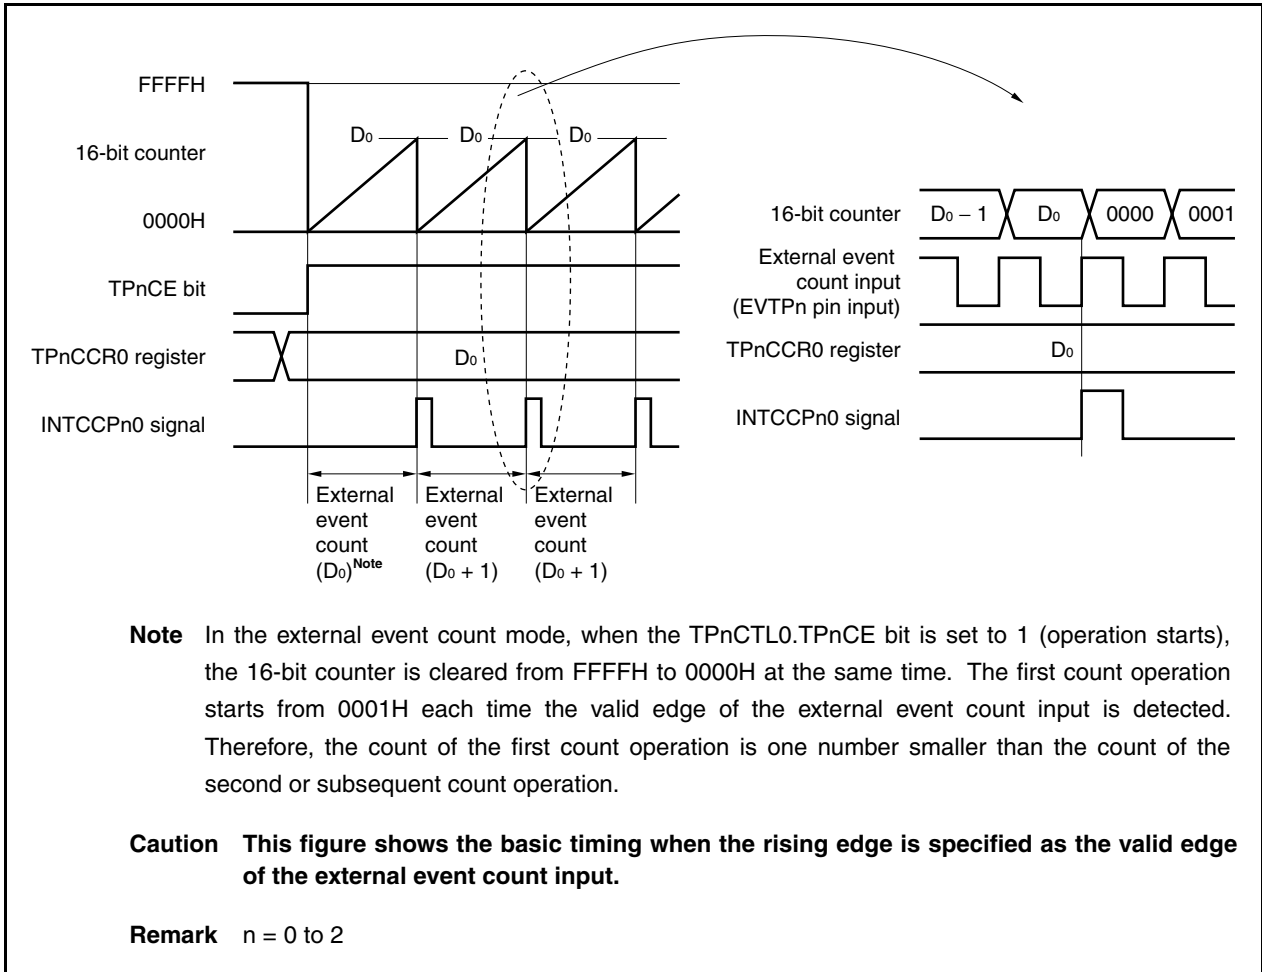 FFFFH
D0 D0 D0
16-bit counter
0000H
TPnCE bit
TPnCCR0 register
D0
INTCCPn0 signal
External event count (D0)Note
External event count (D0 + 1)
External event count (D0 + 1)
16-bit counter
D0 − 1 D0 0000 0001
External event
count input
(EVTPn pin input)
TPnCCR0 register
D0
INTCCPn0 signal
Note In the external event count mode, when the TPnCTL0.TPnCE bit is set to 1 (operation starts),
the 16-bit counter is cleared from FFFFH to 0000H at the same time. The first count operation
starts from 0001H each time the valid edge of the external event count input is detected.
Therefore, the count of the first count operation is one number smaller than the count of the
second or subsequent count operation.
Caution This figure shows the basic timing when the rising edge is specified as the valid edge
of the external event count input.
Remark n = 0 to 2